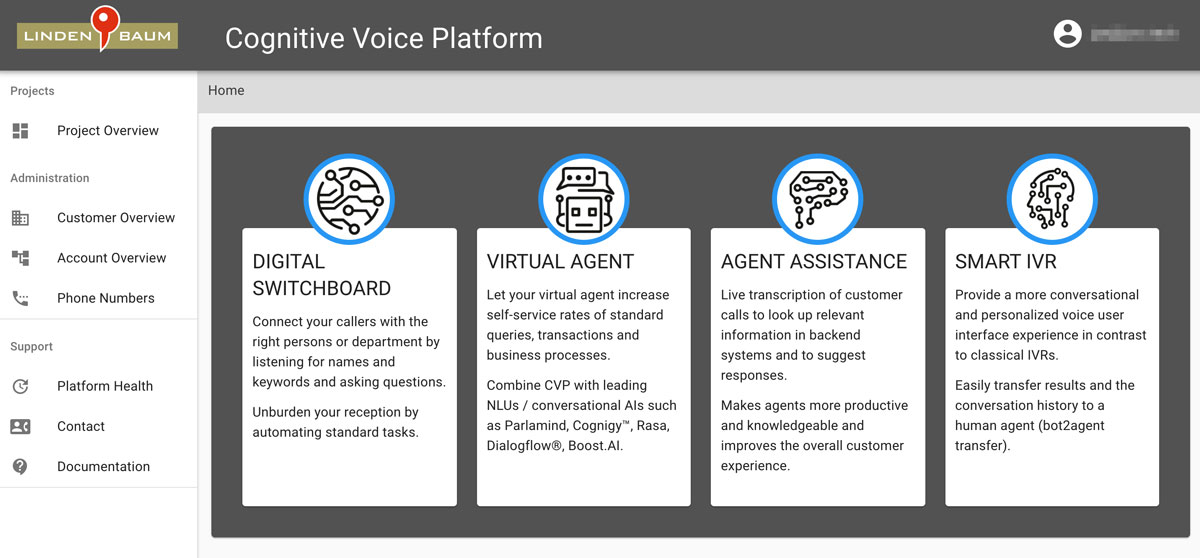 LINDEN BAUM
Cognitive Voice Platform
Projects
Project Overview
Administration
Customer Overview
Account Overview
Phone Numbers
Support
Platform Health
Contact
Documentation
Home
DIGITAL
SWITCHBOARD
Connect your callers with the
right persons or department by
listening for names and
keywords and asking questions.
Unburden your reception by
automating standard tasks.
VIRTUAL AGENT
Let your virtual agent increase
self-service rates of standard
queries, transactions and
business processes.
Combine CVP with leading
NLUs / conversational AIs such
as Parlamind, Cognigy™, Rasa,
Dialogflow®, Boost.AI.
AGENT ASSISTANCE
Live transcription of customer
calls to look up relevant
information in backend
systems and to suggest
responses.
Makes agents more productive
and knowledgeable and
improves the overall customer
experience.
SMART IVR
Provide a more conversational
and personalized voice user
interface experience in contrast
to classical IVRs.
Easily transfer results and the
conversation history to a
human agent (bot2agent
transfer).